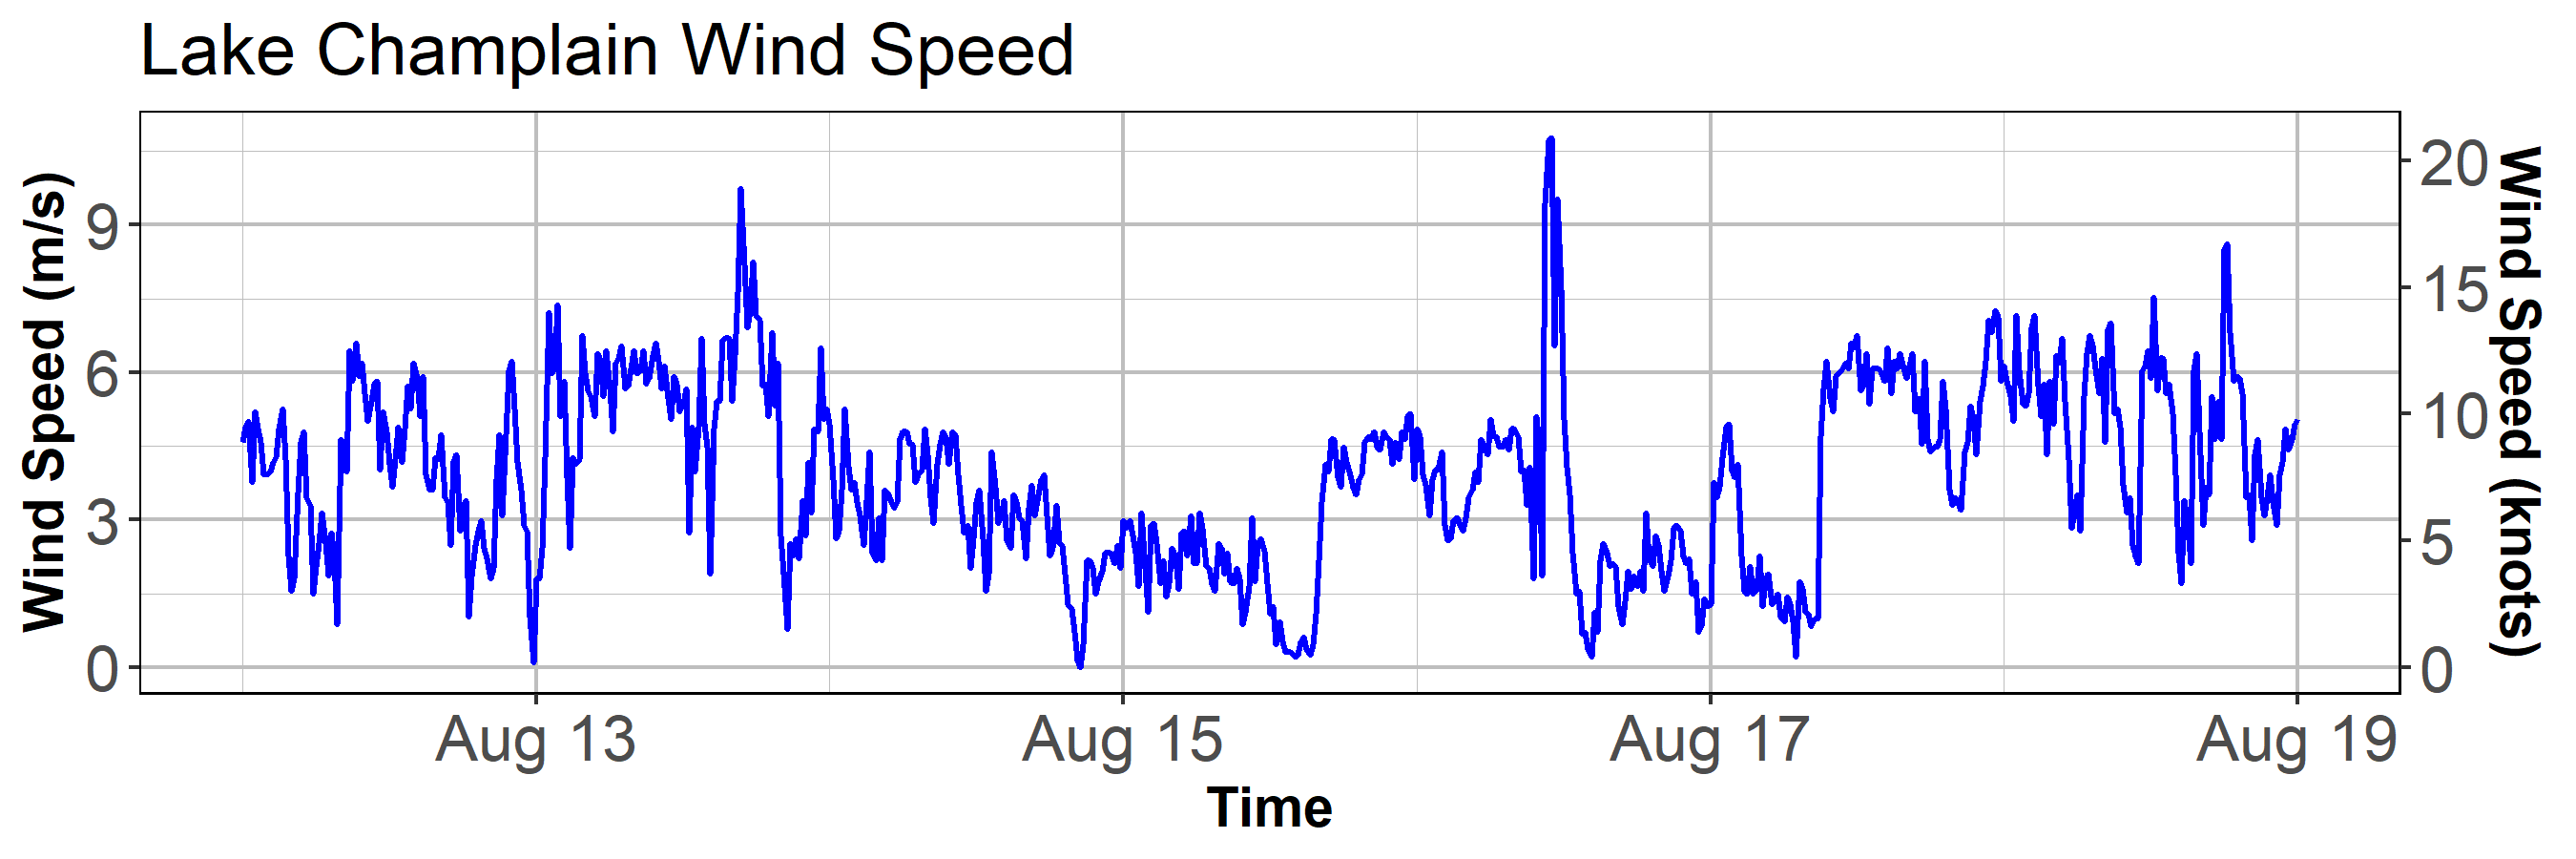 Lake Champlain Wind Speed
Wind Speed (m/s)
9
6
3
0
20
15
10
5
0
Wind Speed (knots)
Aug 13
Aug 15
Aug 17
Aug 19
Time